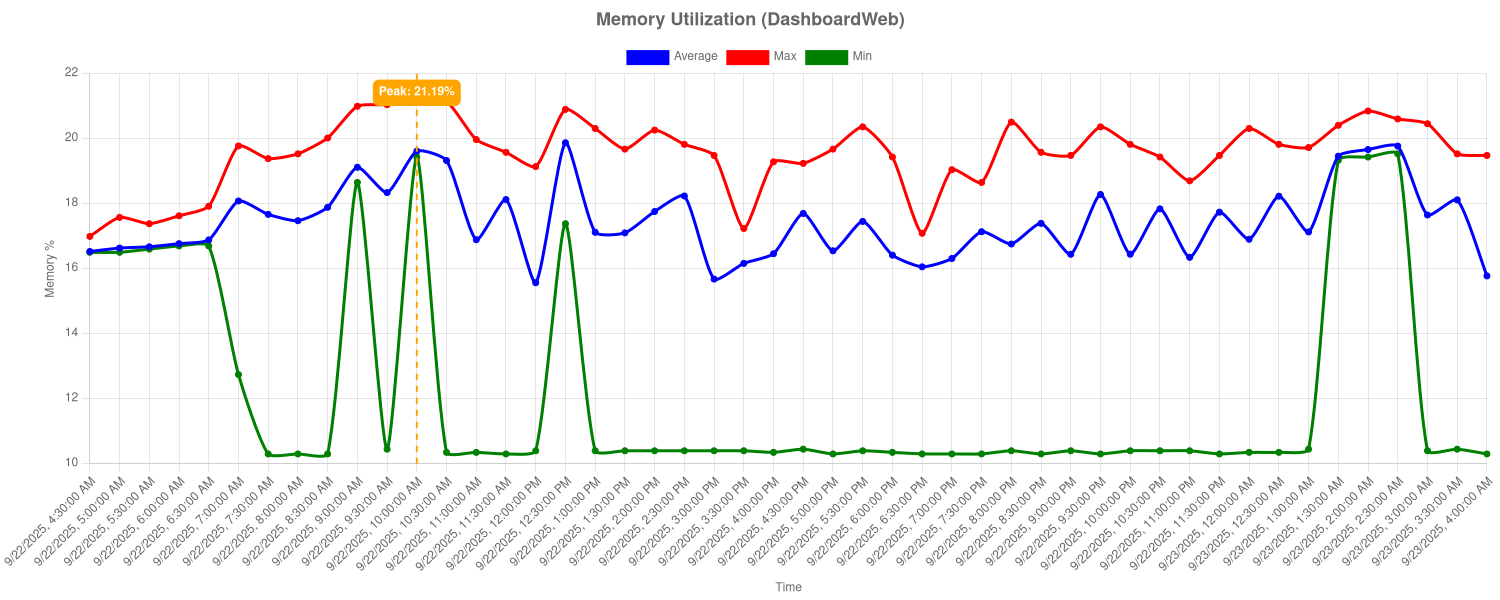 Memory Utilization (DashboardWeb)
Average Max Min
Peak: 21.19%
22
20
18
16
14
12
10
Memory %
9/22/2025, 4:30:00 AM
9/22/2025, 5:00:00 AM
9/22/2025, 5:30:00 AM
9/22/2025, 6:00:00 AM
9/22/2025, 6:30:00 AM
9/22/2025, 7:00:00 AM
9/22/2025, 7:30:00 AM
9/22/2025, 8:00:00 AM
9/22/2025, 8:30:00 AM
9/22/2025, 9:00:00 AM
9/22/2025, 9:30:00 AM
9/22/2025, 10:00:00 AM
9/22/2025, 10:30:00 AM
9/22/2025, 11:00:00 AM
9/22/2025, 11:30:00 AM
9/22/2025, 12:00:00 PM
9/22/2025, 12:30:00 PM
9/22/2025, 1:00:00 PM
9/22/2025, 1:30:00 PM
9/22/2025, 2:00:00 PM
9/22/2025, 2:30:00 PM
9/22/2025, 3:00:00 PM
9/22/2025, 3:30:00 PM
9/22/2025, 4:00:00 PM
9/22/2025, 4:30:00 PM
9/22/2025, 5:00:00 PM
9/22/2025, 5:30:00 PM
9/22/2025, 6:00:00 PM
9/22/2025, 6:30:00 PM
9/22/2025, 7:00:00 PM
9/22/2025, 7:30:00 PM
9/22/2025, 8:00:00 PM
9/22/2025, 8:30:00 PM
9/22/2025, 9:00:00 PM
9/22/2025, 9:30:00 PM
9/22/2025, 10:00:00 PM
9/22/2025, 10:30:00 PM
9/22/2025, 11:00:00 PM
9/22/2025, 11:30:00 PM
9/23/2025, 12:00:00 AM
9/23/2025, 12:30:00 AM
9/23/2025, 1:00:00 AM
9/23/2025, 1:30:00 AM
9/23/2025, 2:00:00 AM
9/23/2025, 2:30:00 AM
9/23/2025, 3:00:00 AM
9/23/2025, 3:30:00 AM
9/23/2025, 4:00:00 AM
Time